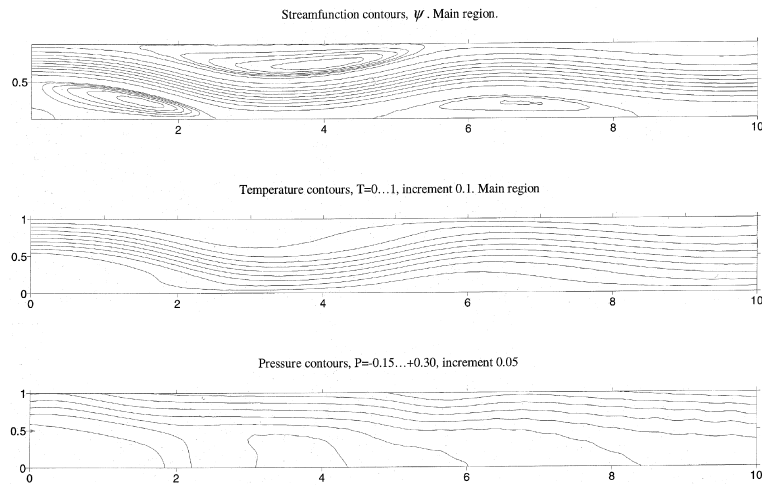 Streamfunction contours, ψ. Main region.
0.5
2 4 6 8 10
Temperature contours, T=0…1, increment 0.1. Main region
1
0.5
0
0 2 4 6 8 10
Pressure contours, P=-0.15…+0.30, increment 0.05
1
0.5
0
0 2 4 6 8 10